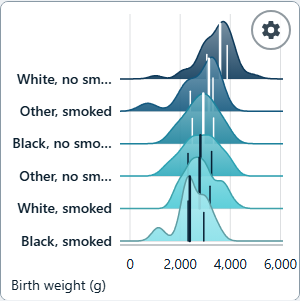 White, no sm...
Other, smoked
Black, no smo...
Other, no sm...
White, smoked
Black, smoked
0 2,000 4,000 6,000
Birth weight (g)